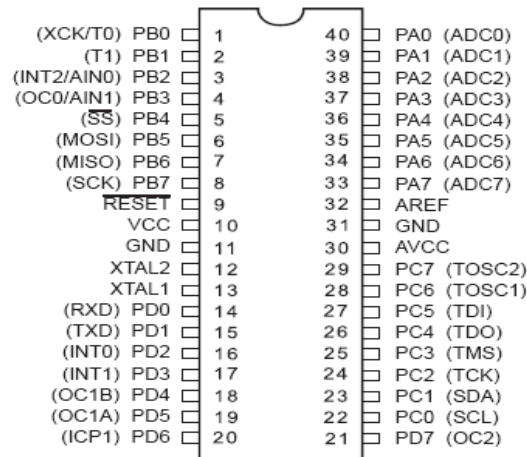 (XCK/T0) PB0 1 40 PA0 (ADC0)
(T1) PB1 2 39 PA1 (ADC1)
(INT2/AIN0) PB2 3 38 PA2 (ADC2)
(OC0/AIN1) PB3 4 37 PA3 (ADC3)
(SS) PB4 5 36 PA4 (ADC4)
(MOSI) PB5 6 35 PA5 (ADC5)
(MISO) PB6 7 34 PA6 (ADC6)
(SCK) PB7 8 33 PA7 (ADC7)
RESET 9 32 AREF
VCC 10 31 GND
GND 11 30 AVCC
XTAL2 12 29 PC7 (TOSC2)
XTAL1 13 28 PC6 (TOSC1)
(RXD) PD0 14 27 PC5 (TDI)
(TXD) PD1 15 26 PC4 (TDO)
(INT0) PD2 16 25 PC3 (TMS)
(INT1) PD3 17 24 PC2 (TCK)
(OC1B) PD4 18 23 PC1 (SDA)
(OC1A) PD5 19 22 PC0 (SCL)
(ICP1) PD6 20 21 PD7 (OC2)